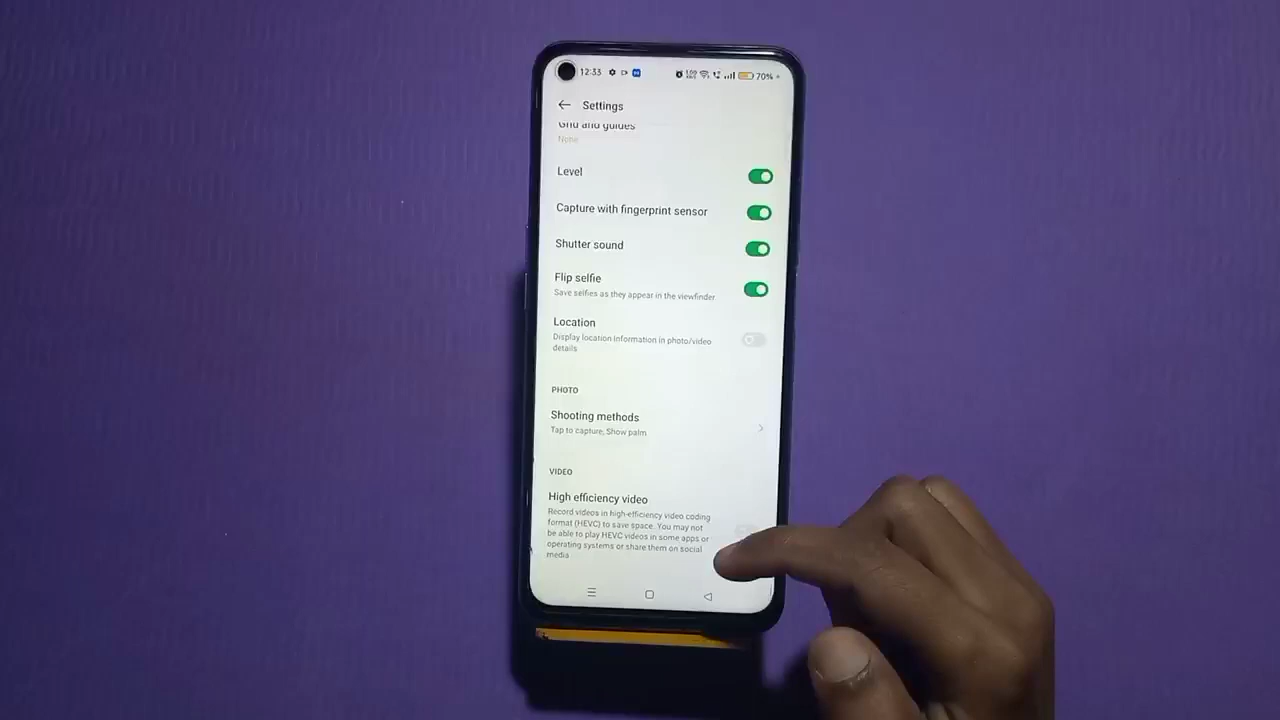 12:33 70%
Settings
Grid and guides
None
Level
Capture with fingerprint sensor
Shutter sound
Flip selfie
Save selfies as they appear in the viewfinder
Location
Display location information in photo/video
details
PHOTO
Shooting methods
Tap to capture, Show palm
VIDEO
High efficiency video
Record videos in high-efficiency video coding
format (HEVC) to save space. You may not
be able to play HEVC videos in some apps or
operating systems or share them on social
media